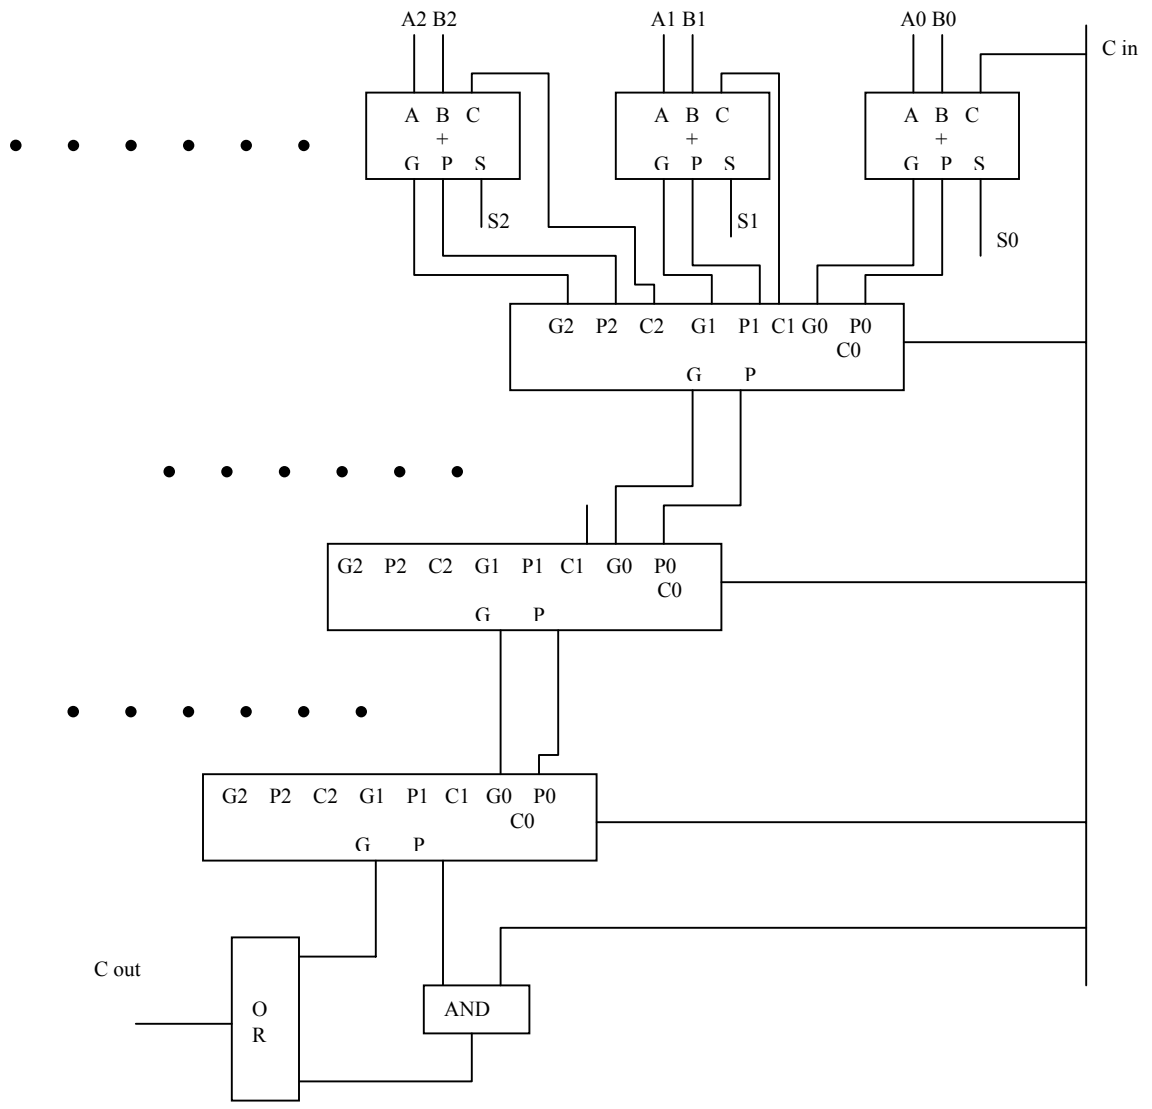 A2 B2
A1 B1
A0 B0
C in
A B C
+
G P S
A B C
+
G P S
A B C
+
G P S
S2
S1
S0
G2 P2 C2 G1 P1 C1 G0 P0
C0
G P
G2 P2 C2 G1 P1 C1 G0 P0
C0
G P
G2 P2 C2 G1 P1 C1 G0 P0
C0
G P
C out
O
R
AND